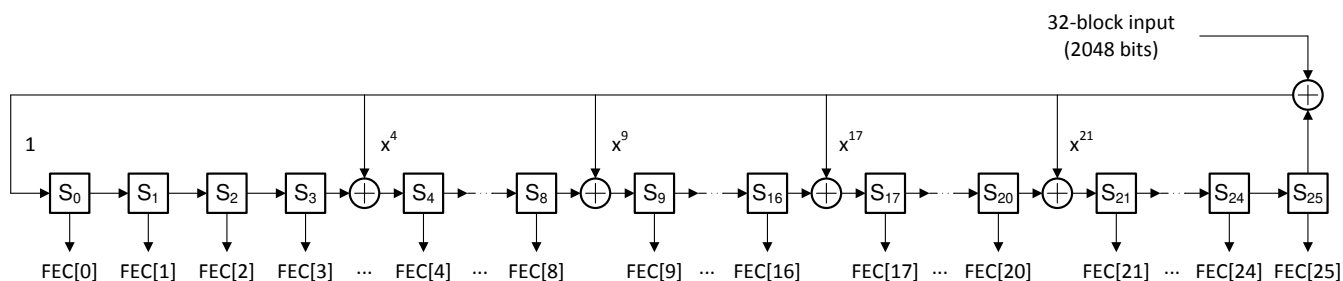 32-block input
(2048 bits)
1 x⁴ x⁹ x¹⁷ x²¹
S₀ S₁ S₂ S₃ S₄ ... S₈ S₉ ... S₁₆ S₁₇ ... S₂₀ S₂₁ ... S₂₄ S₂₅
FEC[0] FEC[1] FEC[2] FEC[3] ... FEC[4] ... FEC[8] FEC[9] ... FEC[16] FEC[17] ... FEC[20] FEC[21] ... FEC[24] FEC[25]